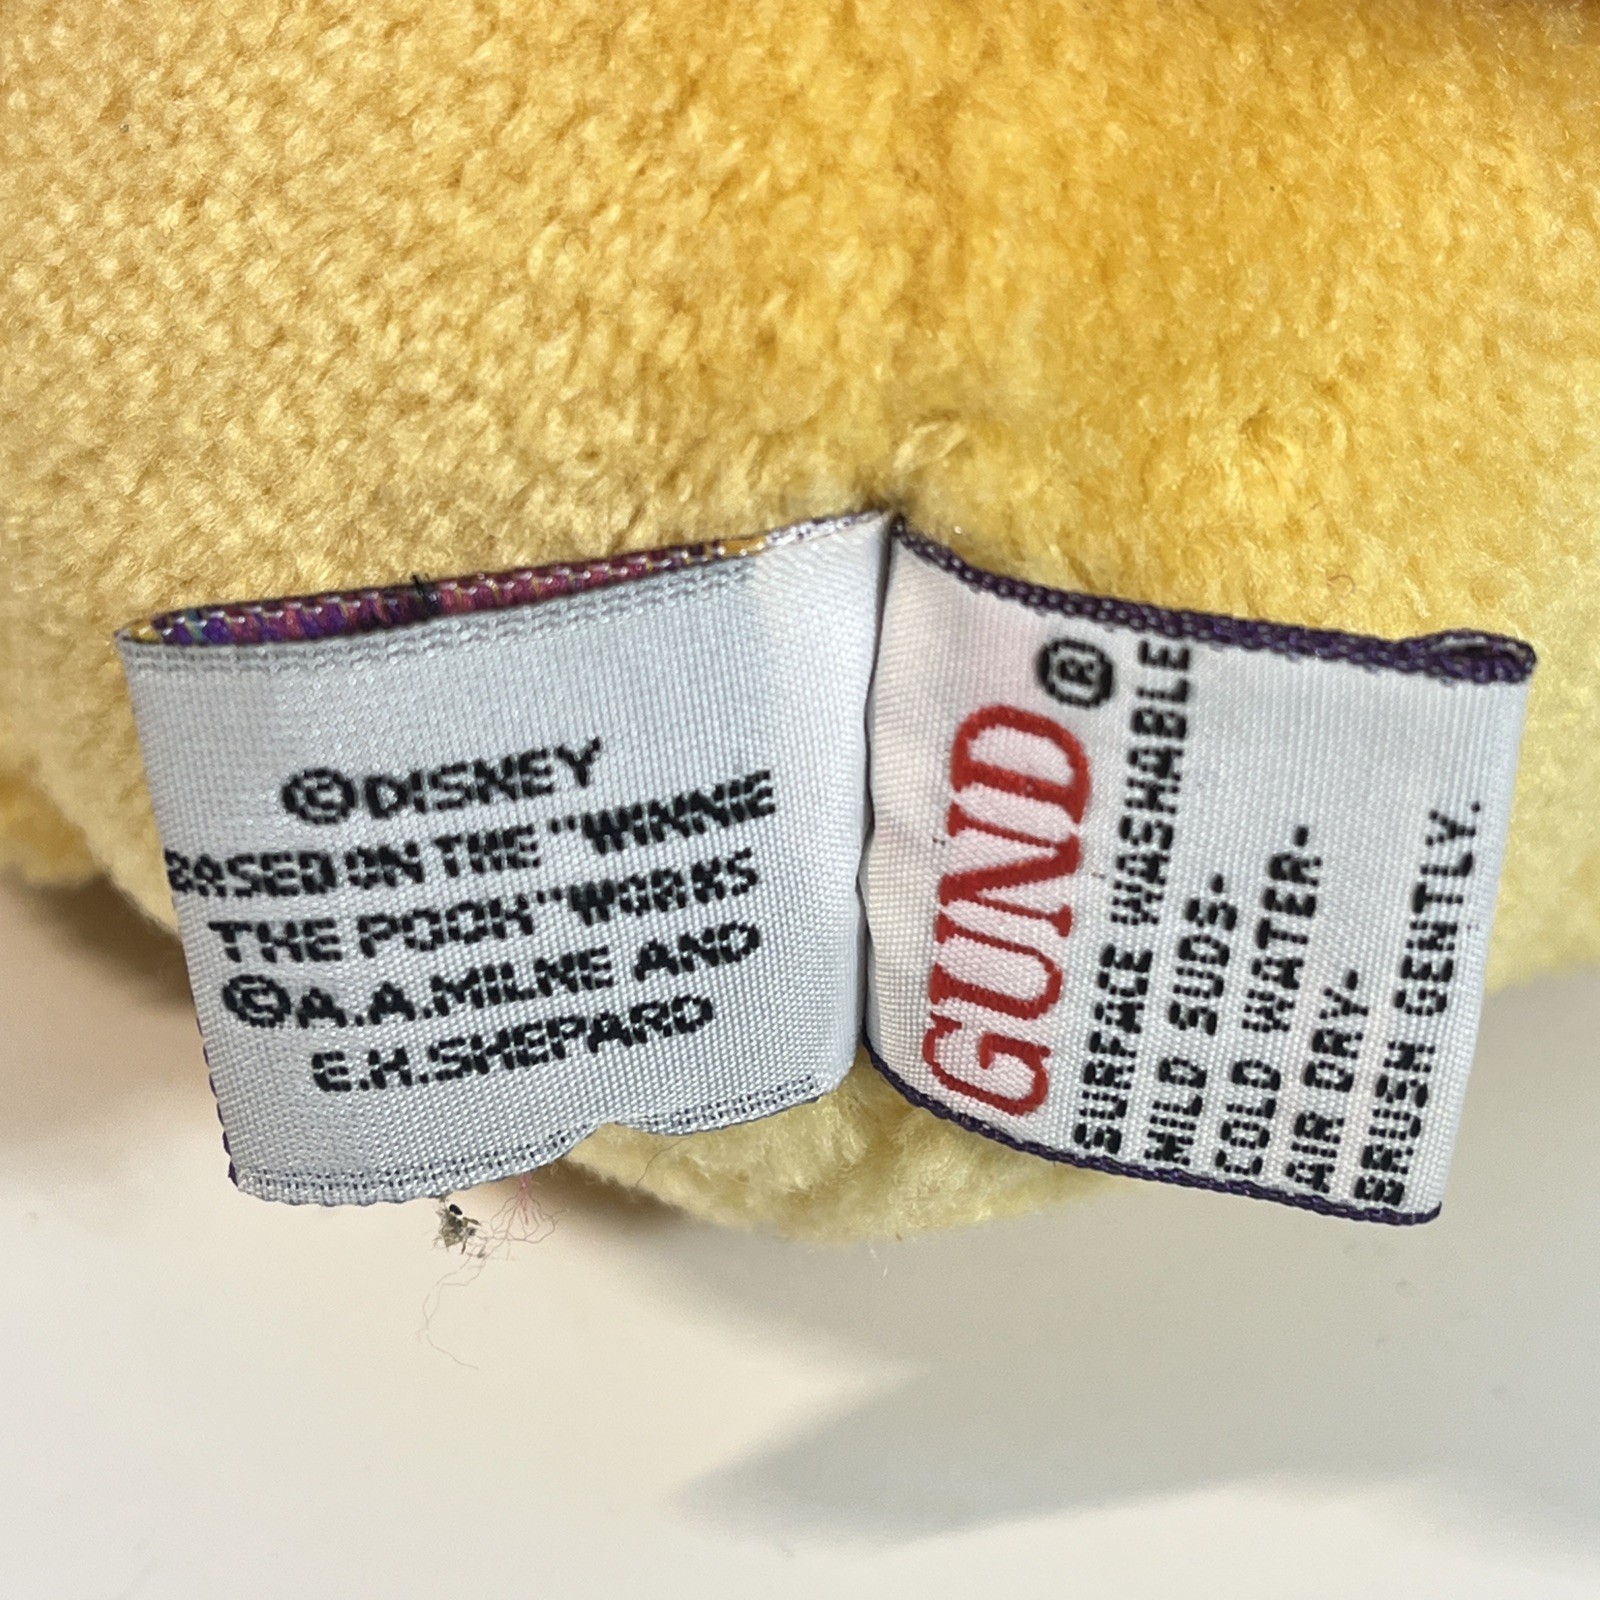 ©DISNEY
BASED ON THE "WINNIE
THE POOH" WORKS
©A.A.MILNE AND
E.H.SHEPARD
GUND®
SURFACE WASHABLE
MILD SUDS-
COLD WATER-
AIR DRY-
BRUSH GENTLY.